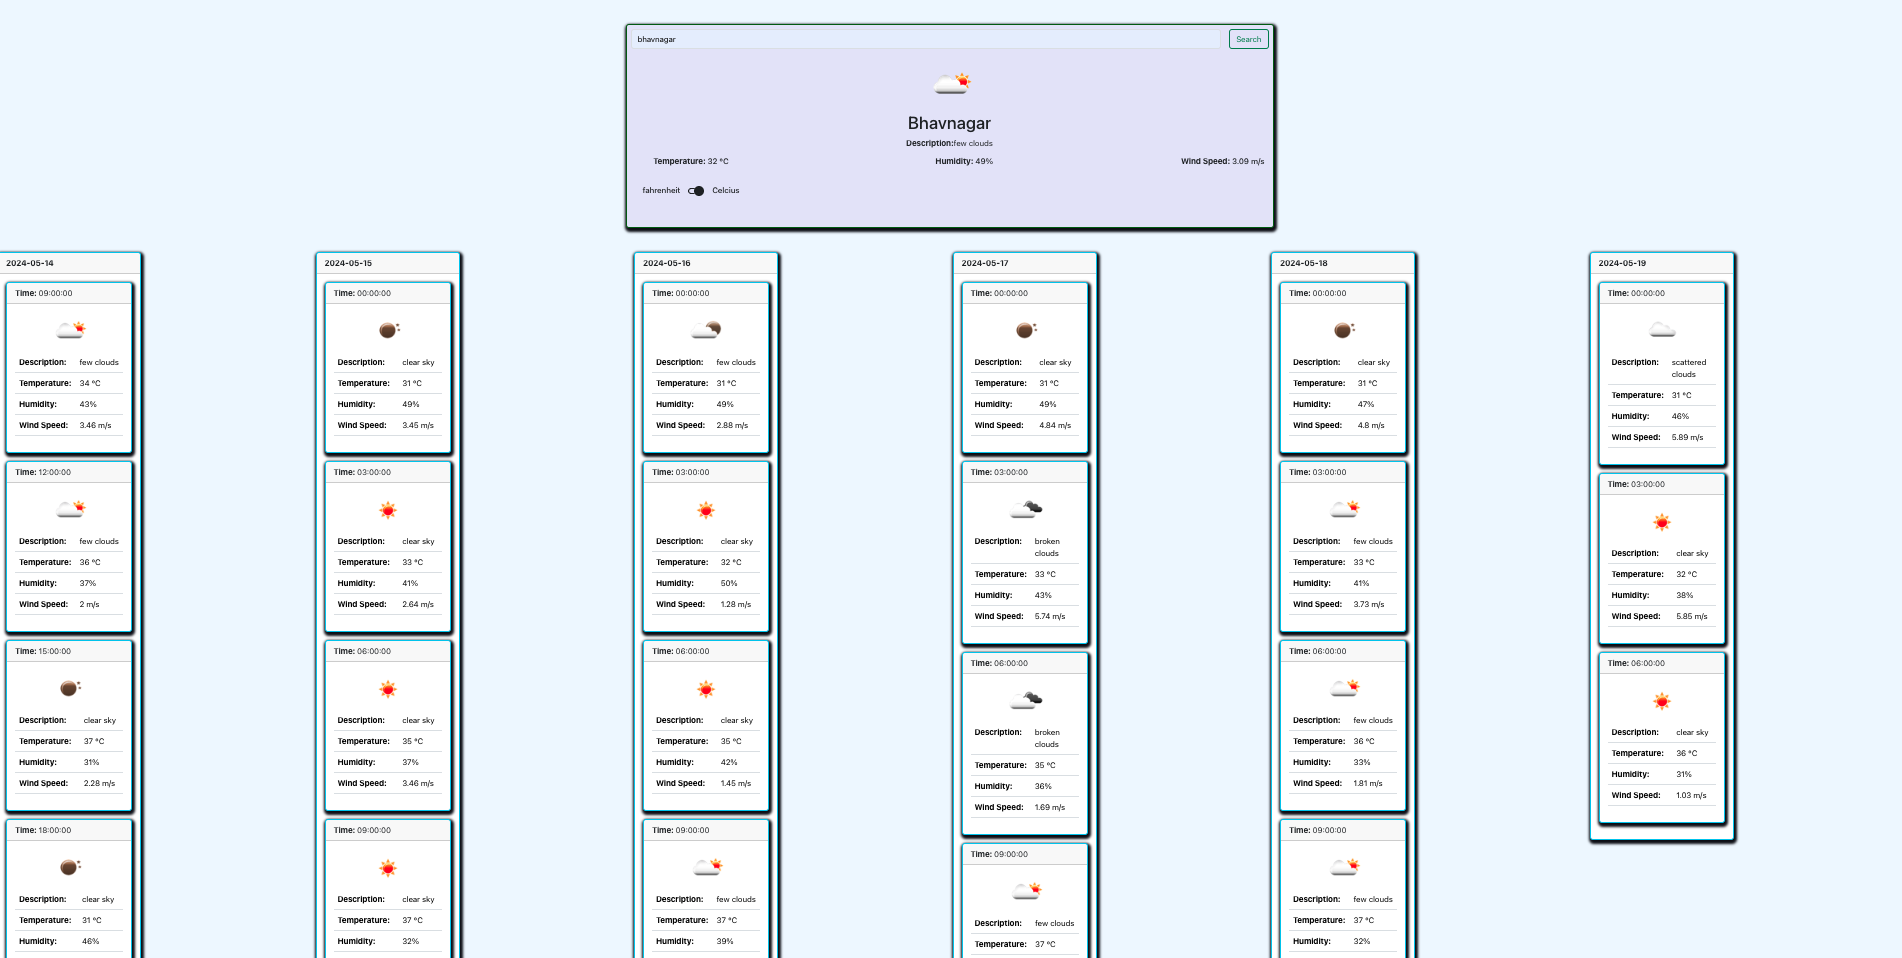 bhavnagar
Search
Bhavnagar
Description:few clouds
Temperature: 32 °C Humidity: 49% Wind Speed: 3.09 m/s
fahrenheit Celcius
2024-05-14
Time: 09:00:00
Description: few clouds
Temperature: 34 °C
Humidity: 43%
Wind Speed: 3.46 m/s
Time: 12:00:00
Description: few clouds
Temperature: 36 °C
Humidity: 37%
Wind Speed: 2 m/s
Time: 15:00:00
Description: clear sky
Temperature: 37 °C
Humidity: 31%
Wind Speed: 2.28 m/s
Time: 18:00:00
Description: clear sky
Temperature: 31 °C
Humidity: 46%
2024-05-15
Time: 00:00:00
Description: clear sky
Temperature: 31 °C
Humidity: 49%
Wind Speed: 3.45 m/s
Time: 03:00:00
Description: clear sky
Temperature: 33 °C
Humidity: 41%
Wind Speed: 2.64 m/s
Time: 06:00:00
Description: clear sky
Temperature: 35 °C
Humidity: 37%
Wind Speed: 3.46 m/s
Time: 09:00:00
Description: clear sky
Temperature: 37 °C
Humidity: 32%
2024-05-16
Time: 00:00:00
Description: few clouds
Temperature: 31 °C
Humidity: 49%
Wind Speed: 2.88 m/s
Time: 03:00:00
Description: clear sky
Temperature: 32 °C
Humidity: 50%
Wind Speed: 1.28 m/s
Time: 06:00:00
Description: clear sky
Temperature: 35 °C
Humidity: 42%
Wind Speed: 1.45 m/s
Time: 09:00:00
Description: few clouds
Temperature: 37 °C
Humidity: 39%
2024-05-17
Time: 00:00:00
Description: clear sky
Temperature: 31 °C
Humidity: 49%
Wind Speed: 4.84 m/s
Time: 03:00:00
Description: broken
clouds
Temperature: 33 °C
Humidity: 43%
Wind Speed: 5.74 m/s
Time: 06:00:00
Description: broken
clouds
Temperature: 35 °C
Humidity: 36%
Wind Speed: 1.69 m/s
Time: 09:00:00
Description: few clouds
Temperature: 37 °C
2024-05-18
Time: 00:00:00
Description: clear sky
Temperature: 31 °C
Humidity: 47%
Wind Speed: 4.8 m/s
Time: 03:00:00
Description: few clouds
Temperature: 33 °C
Humidity: 41%
Wind Speed: 3.73 m/s
Time: 06:00:00
Description: few clouds
Temperature: 36 °C
Humidity: 33%
Wind Speed: 1.81 m/s
Time: 09:00:00
Description: few clouds
Temperature: 37 °C
Humidity: 32%
2024-05-19
Time: 00:00:00
Description: scattered
clouds
Temperature: 31 °C
Humidity: 46%
Wind Speed: 5.89 m/s
Time: 03:00:00
Description: clear sky
Temperature: 32 °C
Humidity: 38%
Wind Speed: 5.85 m/s
Time: 06:00:00
Description: clear sky
Temperature: 36 °C
Humidity: 31%
Wind Speed: 1.03 m/s